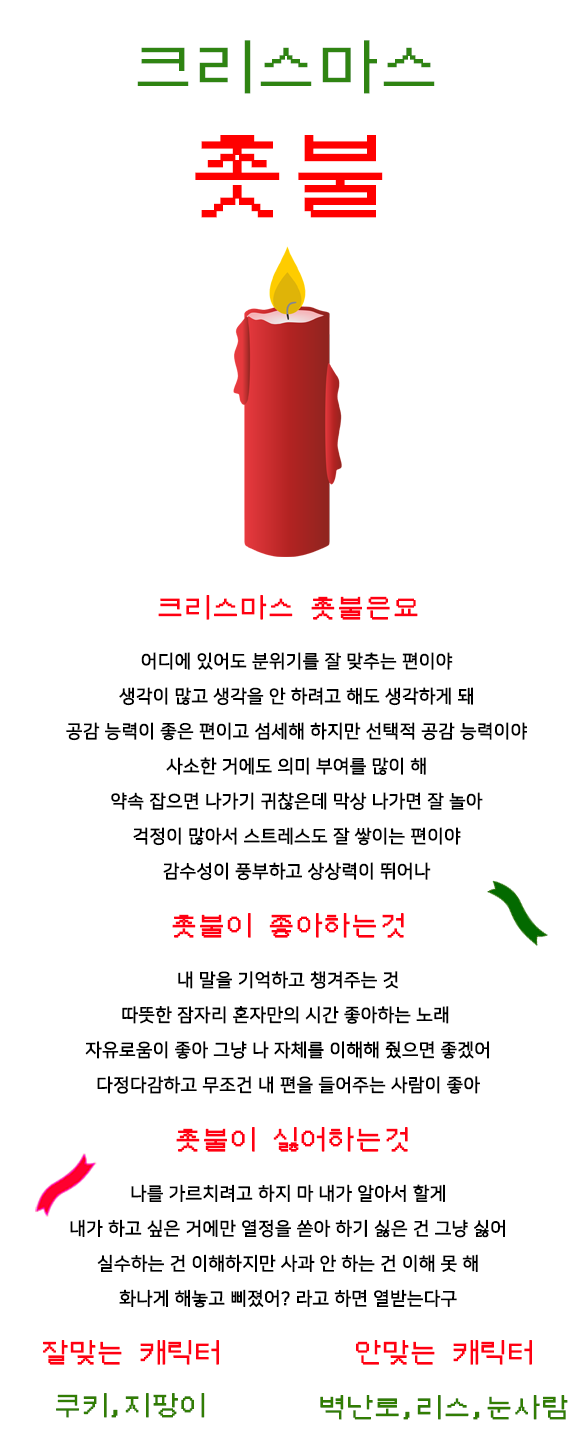 크리스마스
촛불
크리스마스 촛불은요
어디에 있어도 분위기를 잘 맞추는 편이야
생각이 많고 생각을 안 하려고 해도 생각하게 돼
공감 능력이 좋은 편이고 섬세해 하지만 선택적 공감 능력이야
사소한 거에도 의미 부여를 많이 해
약속 잡으면 나가기 귀찮은데 막상 나가면 잘 놀아
걱정이 많아서 스트레스도 잘 쌓이는 편이야
감수성이 풍부하고 상상력이 뛰어나
촛불이 좋아하는것
내 말을 기억하고 챙겨주는 것
따뜻한 잠자리 혼자만의 시간 좋아하는 노래
자유로움이 좋아 그냥 나 자체를 이해해 줬으면 좋겠어
다정다감하고 무조건 내 편을 들어주는 사람이 좋아
촛불이 싫어하는것
나를 가르치려고 하지 마 내가 알아서 할게
내가 하고 싶은 거에만 열정을 쏟아 하기 싫은 건 그냥 싫어
실수하는 건 이해하지만 사과 안 하는 건 이해 못 해
화나게 해놓고 삐졌어? 라고 하면 열받는다구
잘맞는 캐릭터 안맞는 캐릭터
쿠키,지팡이 벽난로,리스,눈사람